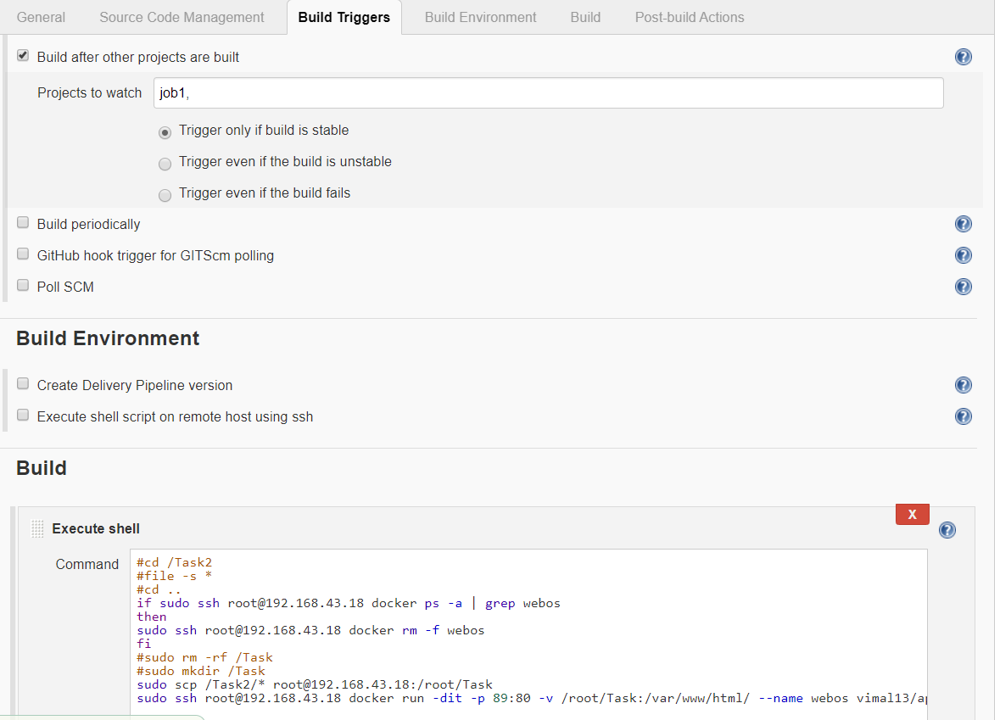 General Source Code Management Build Triggers Build Environment Build Post-build Actions
Build after other projects are built
Projects to watch job1,
Trigger only if build is stable
Trigger even if the build is unstable
Trigger even if the build fails
Build periodically
GitHub hook trigger for GITScm polling
Poll SCM
Build Environment
Create Delivery Pipeline version
Execute shell script on remote host using ssh
Build
X
Execute shell
Command
#cd /Task2
#file -s *
#cd ..
if sudo ssh root@192.168.43.18 docker ps -a | grep webos
then
sudo ssh root@192.168.43.18 docker rm -f webos
fi
#sudo rm -rf /Task
#sudo mkdir /Task
sudo scp /Task2/* root@192.168.43.18:/root/Task
sudo ssh root@192.168.43.18 docker run -dit -p 89:80 -v /root/Task:/var/www/html/ --name webos